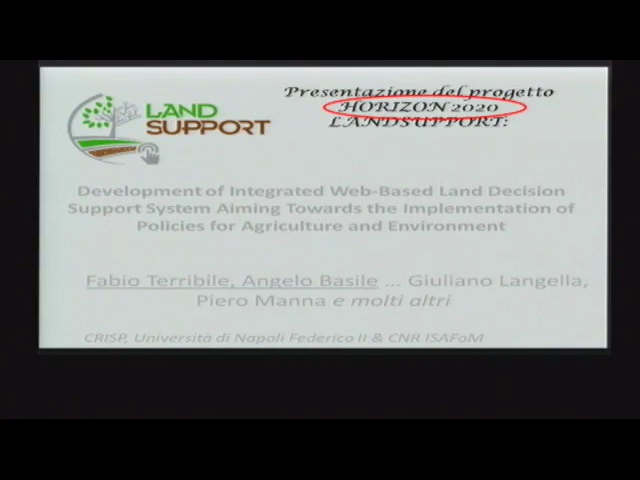 LAND
SUPPORT
Presentazione del progetto
HORIZON 2020
LANDSUPPORT:
Development of Integrated Web-Based Land Decision
Support System Aiming Towards the Implementation of
Policies for Agriculture and Environment
Fabio Terribile, Angelo Basile ... Giuliano Langella,
Piero Manna e molti altri
CRISP, Università di Napoli Federico II & CNR ISAFoM